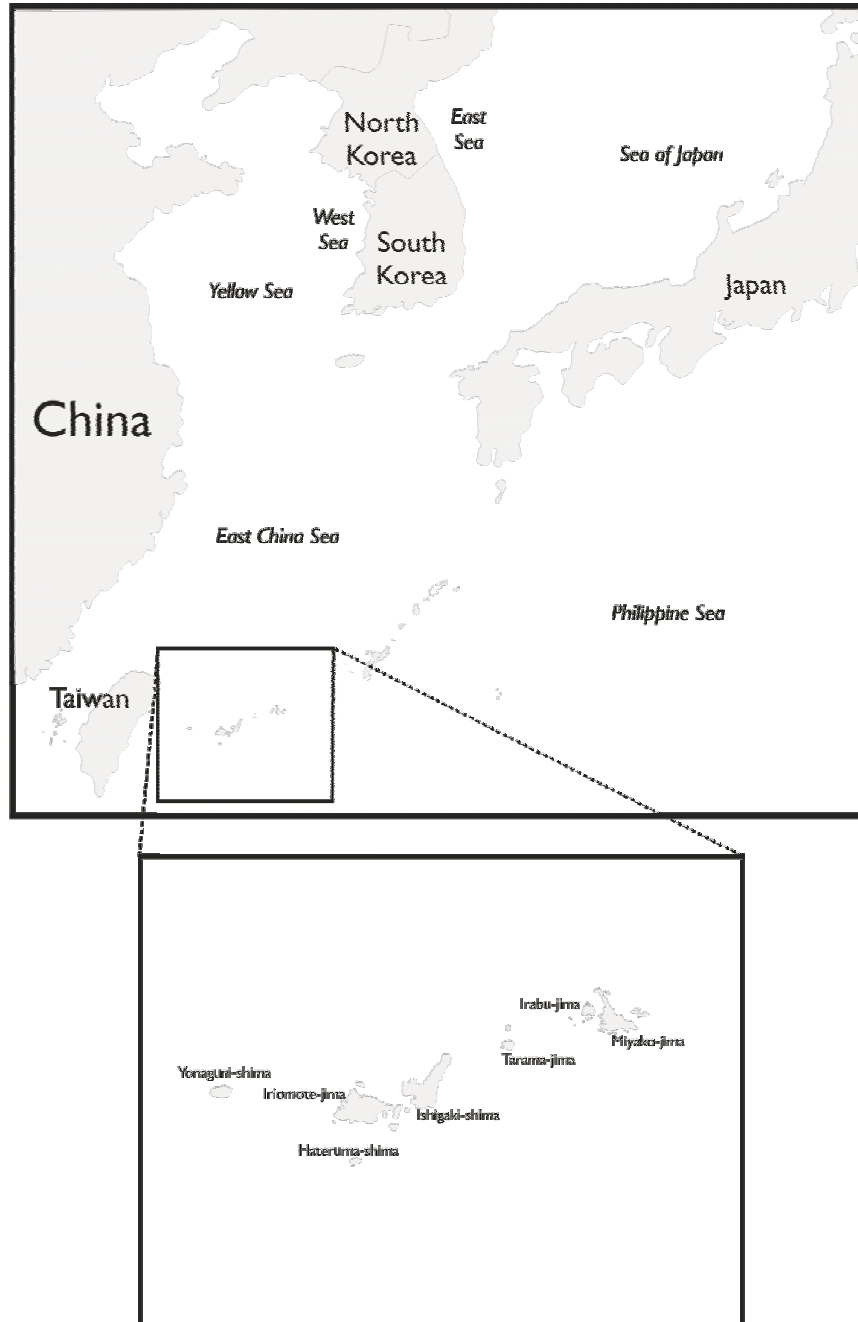 North
Korea
East
Sea
Sea of Japan
West
Sea
South
Korea
Yellow Sea
Japan
China
East China Sea
Philippine Sea
Taiwan
Irabu-jima
Miyako-jima
Tarama-jima
Yonaguni-shima
Iriomote-jima
Ishigaki-shima
Hateruma-shima